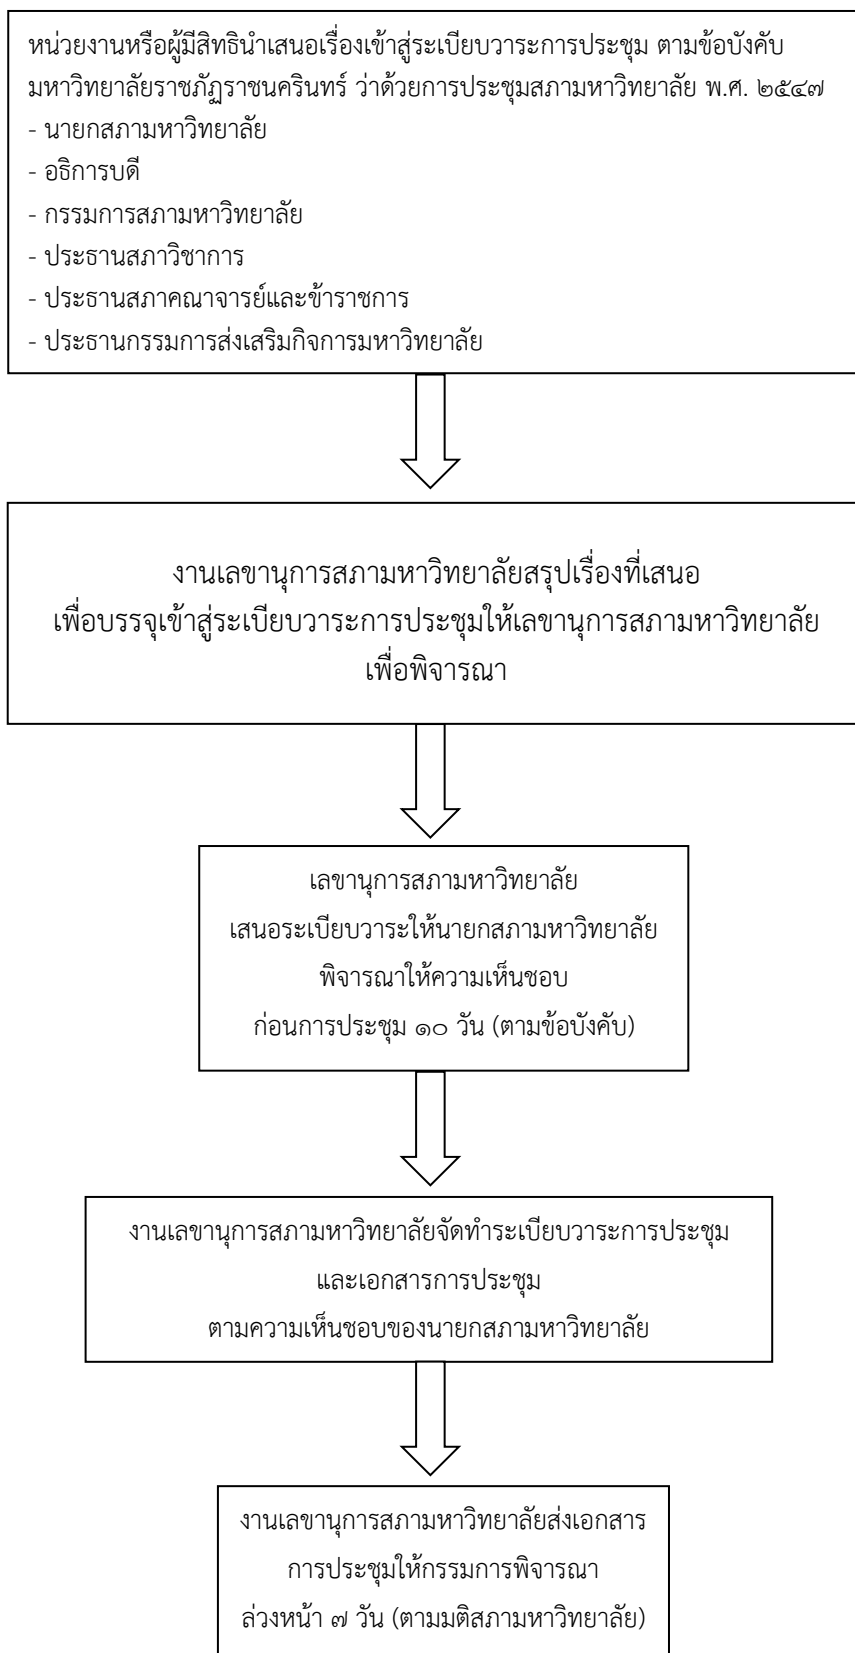 หน่วยงานหรือผู้มีสิทธินำเสนอเรื่องเข้าสู่ระเบียบวาระการประชุม ตามข้อบังคับ
มหาวิทยาลัยราชภัฏราชนครินทร์ ว่าด้วยการประชุมสภามหาวิทยาลัย พ.ศ. ๒๕๔๗
- นายกสภามหาวิทยาลัย
- อธิการบดี
- กรรมการสภามหาวิทยาลัย
- ประธานสภาวิชาการ
- ประธานสภาคณาจารย์และข้าราชการ
- ประธานกรรมการส่งเสริมกิจการมหาวิทยาลัย
งานเลขานุการสภามหาวิทยาลัยสรุปเรื่องที่เสนอ
เพื่อบรรจุเข้าสู่ระเบียบวาระการประชุมให้เลขานุการสภามหาวิทยาลัย
เพื่อพิจารณา
เลขานุการสภามหาวิทยาลัย
เสนอระเบียบวาระให้นายกสภามหาวิทยาลัย
พิจารณาให้ความเห็นชอบ
ก่อนการประชุม ๑๐ วัน (ตามข้อบังคับ)
งานเลขานุการสภามหาวิทยาลัยจัดทำระเบียบวาระการประชุม
และเอกสารการประชุม
ตามความเห็นชอบของนายกสภามหาวิทยาลัย
งานเลขานุการสภามหาวิทยาลัยส่งเอกสาร
การประชุมให้กรรมการพิจารณา
ล่วงหน้า ๗ วัน (ตามมติสภามหาวิทยาลัย)